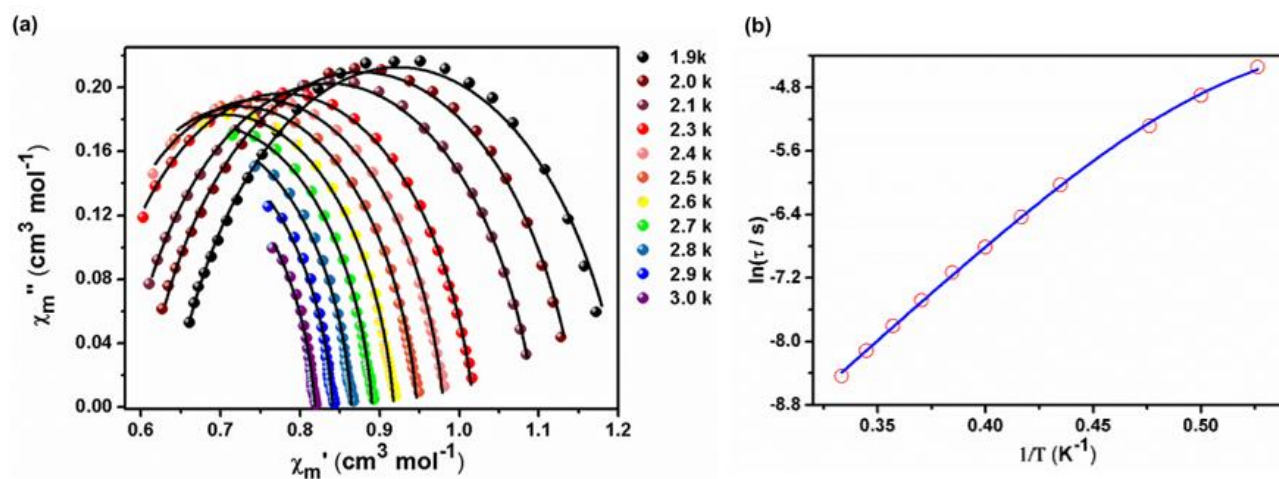 (a)
χm'' (cm³ mol⁻¹)
0.20
0.16
0.12
0.08
0.04
0.00
0.6 0.7 0.8 0.9 1.0 1.1 1.2
χm' (cm³ mol⁻¹)
1.9k
2.0 k
2.1 k
2.3 k
2.4 k
2.5 k
2.6 k
2.7 k
2.8 k
2.9 k
3.0 k
(b)
ln(τ / s)
-4.8
-5.6
-6.4
-7.2
-8.0
-8.8
0.35 0.40 0.45 0.50
1/T (K⁻¹)